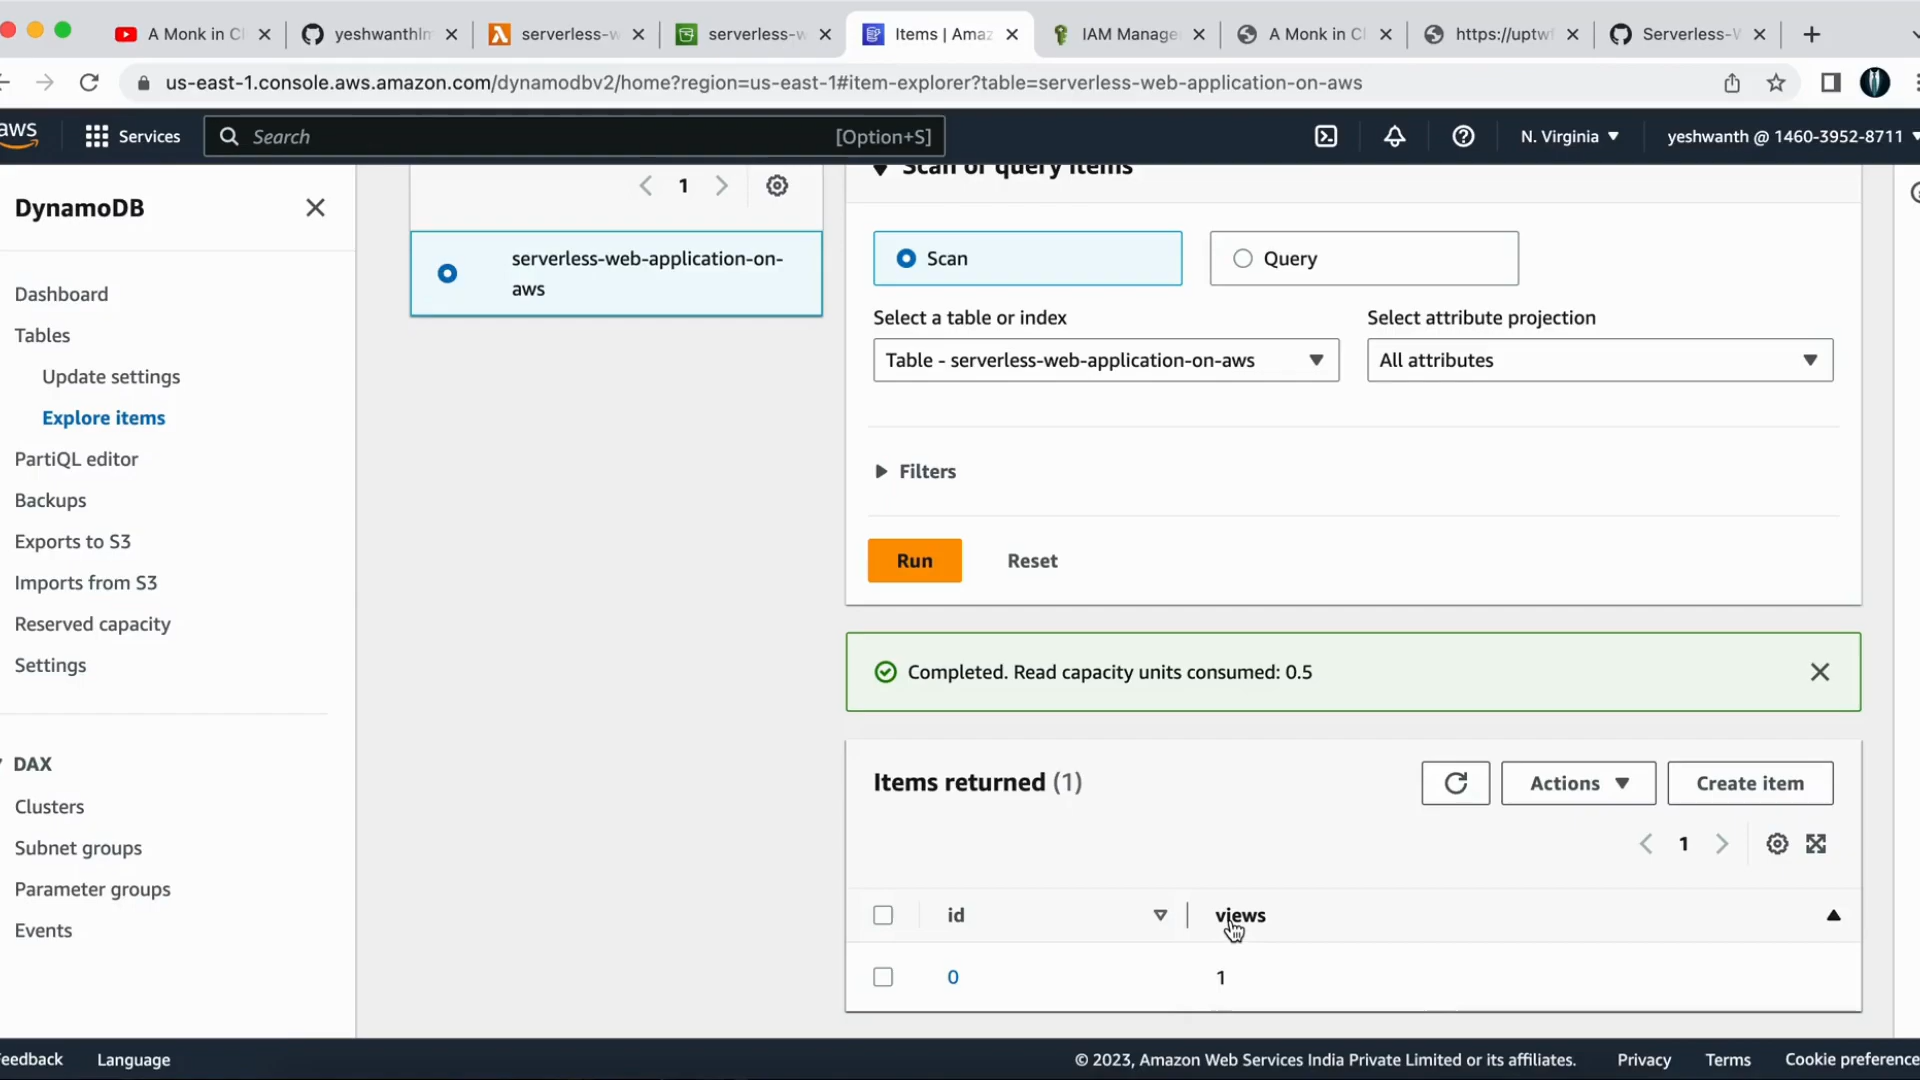 A Monk in C
yeshwanthlm
serverless-w
serverless-w
Items | Amaz
IAM Manage
A Monk in C
https://uptw
Serverless-W
us-east-1.console.aws.amazon.com/dynamodbv2/home?region=us-east-1#item-explorer?table=serverless-web-application-on-aws
aws
Services
Search
[Option+S]
N. Virginia
yeshwanth @ 1460-3952-8711
DynamoDB
Dashboard
Tables
Update settings
Explore items
PartiQL editor
Backups
Exports to S3
Imports from S3
Reserved capacity
Settings
DAX
Clusters
Subnet groups
Parameter groups
Events
1
serverless-web-application-on-
aws
Scan or query items
Scan
Query
Select a table or index
Select attribute projection
Table - serverless-web-application-on-aws
All attributes
Filters
Run
Reset
Completed. Read capacity units consumed: 0.5
Items returned (1)
Actions
Create item
1
id
views
0
1
eedback
Language
© 2023, Amazon Web Services India Private Limited or its affiliates.
Privacy
Terms
Cookie preference